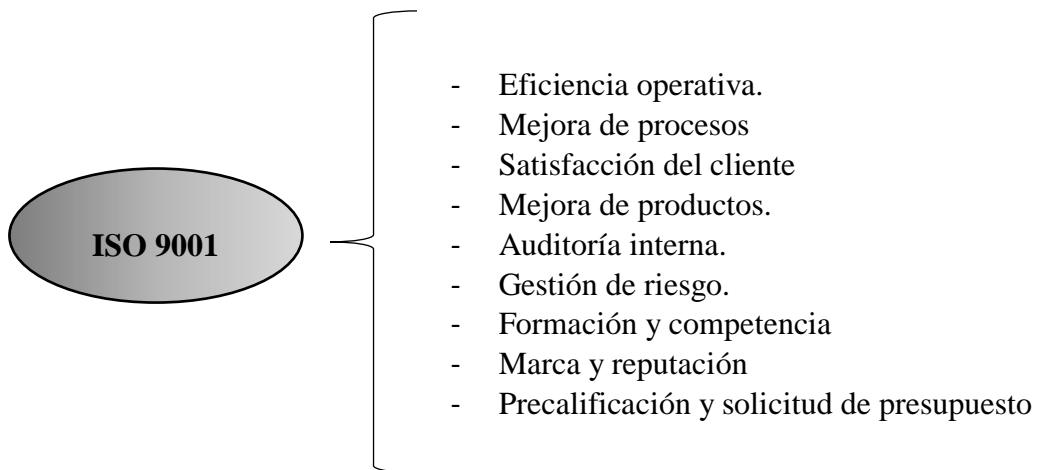 ISO 9001
- Eficiencia operativa.
- Mejora de procesos
- Satisfacción del cliente
- Mejora de productos.
- Auditoría interna.
- Gestión de riesgo.
- Formación y competencia
- Marca y reputación
- Precalificación y solicitud de presupuesto